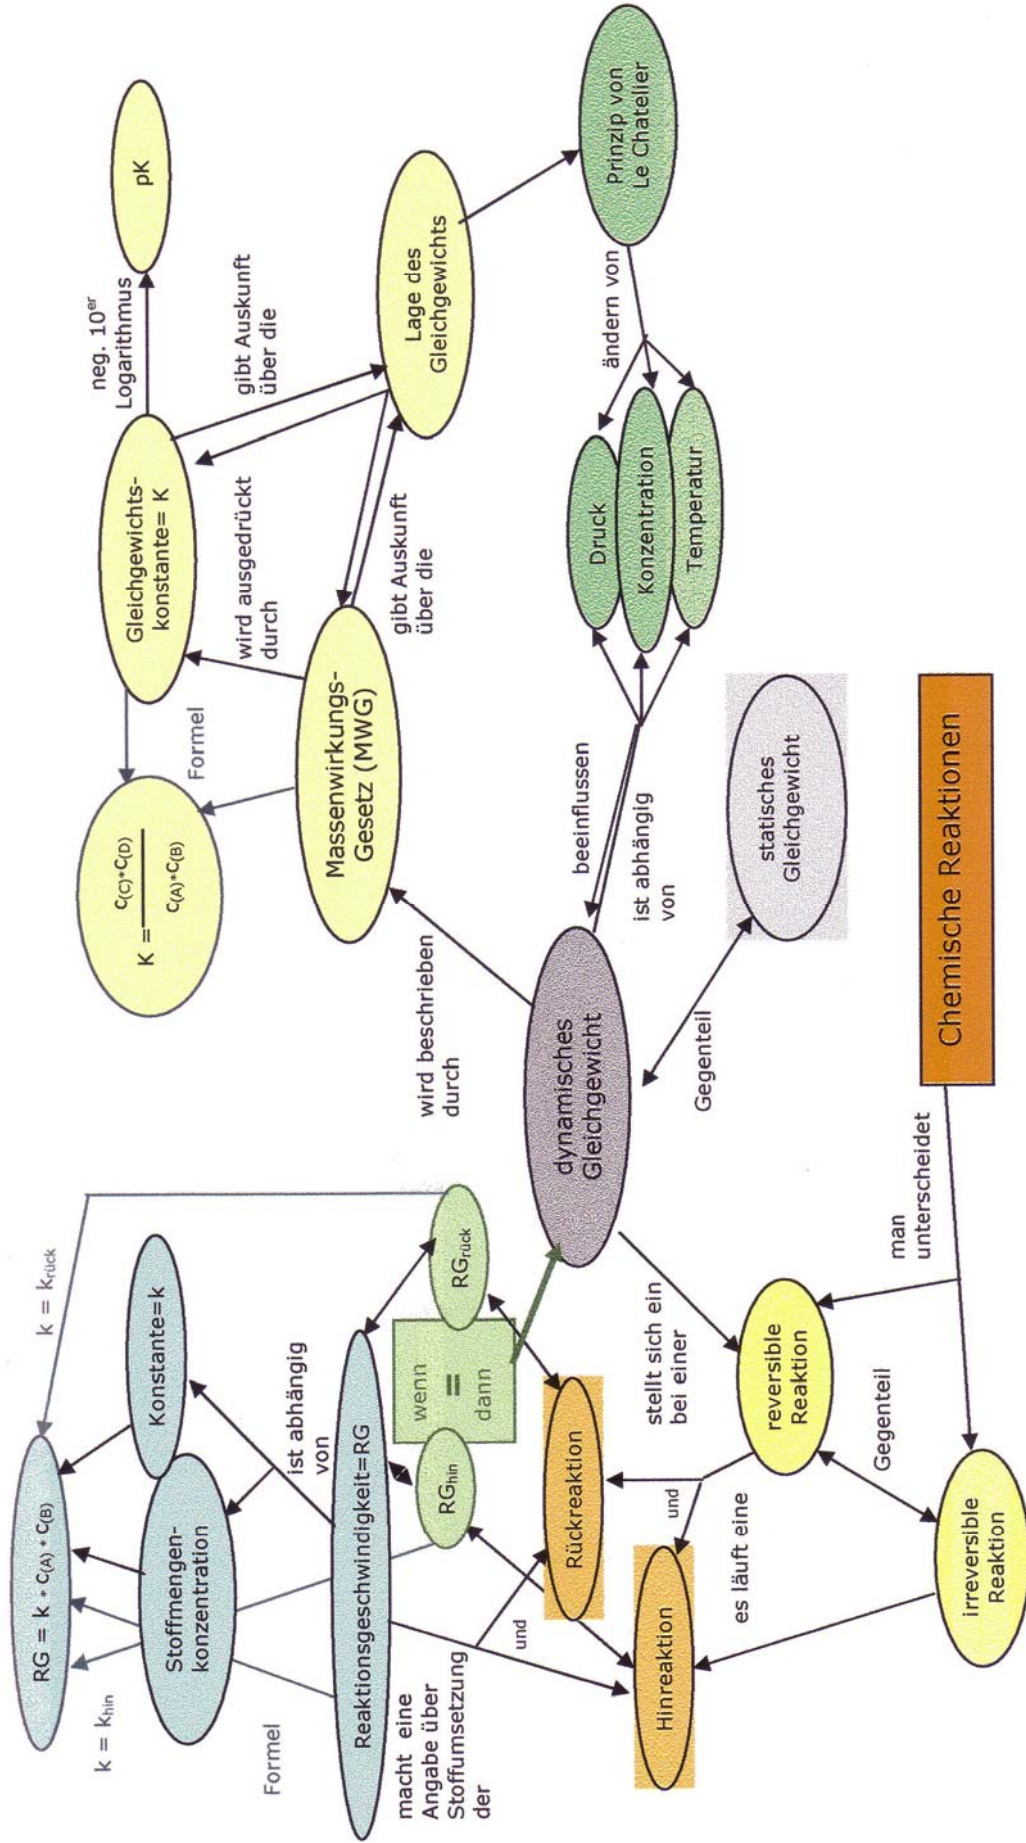 RG = k * c(A) * c(B)
k = krück
k = khin
Konstante=k
Stoffmengen-
konzentration
Formel
ist abhängig
von
Reaktionsgeschwindigkeit=RG
RGhin
wenn
=
dann
RGrück
macht eine
Angabe über
Stoffumsetzung
der
und
Rückreaktion
Hinreaktion
und
es läuft eine
stellt sich ein
bei einer
reversible
Reaktion
Gegenteil
irreversible
Reaktion
man
unterscheidet
Chemische Reaktionen
dynamisches
Gleichgewicht
Gegenteil
statisches
Gleichgewicht
wird beschrieben
durch
beeinflussen
ist abhängig
von
K =
c(C)*c(D)
c(A)*c(B)
Formel
Massenwirkungs-
Gesetz (MWG)
wird ausgedrückt
durch
Gleichgewichts-
konstante= K
neg. 10er
Logarithmus
pK
gibt Auskunft
über die
gibt Auskunft
über die
Lage des
Gleichgewichts
Druck
Konzentration
Temperatur
ändern von
Prinzip von
Le Chatelier